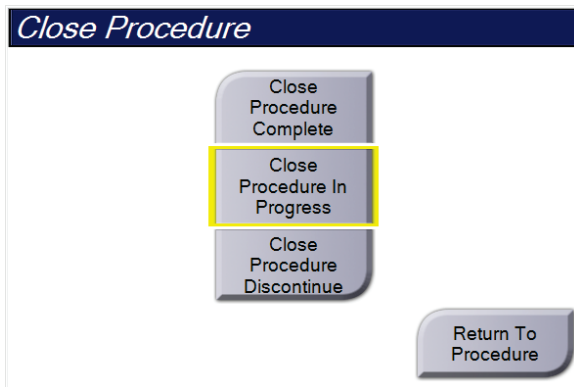 Close Procedure
Close
Procedure
Complete
Close
Procedure In
Progress
Close
Procedure
Discontinue
Return To
Procedure